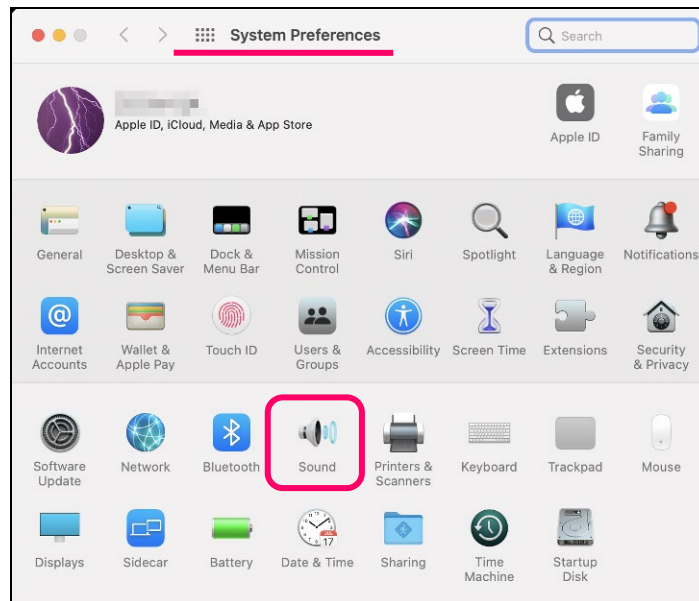 System Preferences
Search
Apple ID, iCloud, Media & App Store
Apple ID
Family
Sharing
General
Desktop &
Screen Saver
Dock &
Menu Bar
Mission
Control
Siri
Spotlight
Language
& Region
Notifications
Internet
Accounts
Wallet &
Apple Pay
Touch ID
Users &
Groups
Accessibility
Screen Time
Extensions
Security
& Privacy
Software
Update
Network
Bluetooth
Sound
Printers &
Scanners
Keyboard
Trackpad
Mouse
Displays
Sidecar
Battery
Date & Time
Sharing
Time
Machine
Startup
Disk